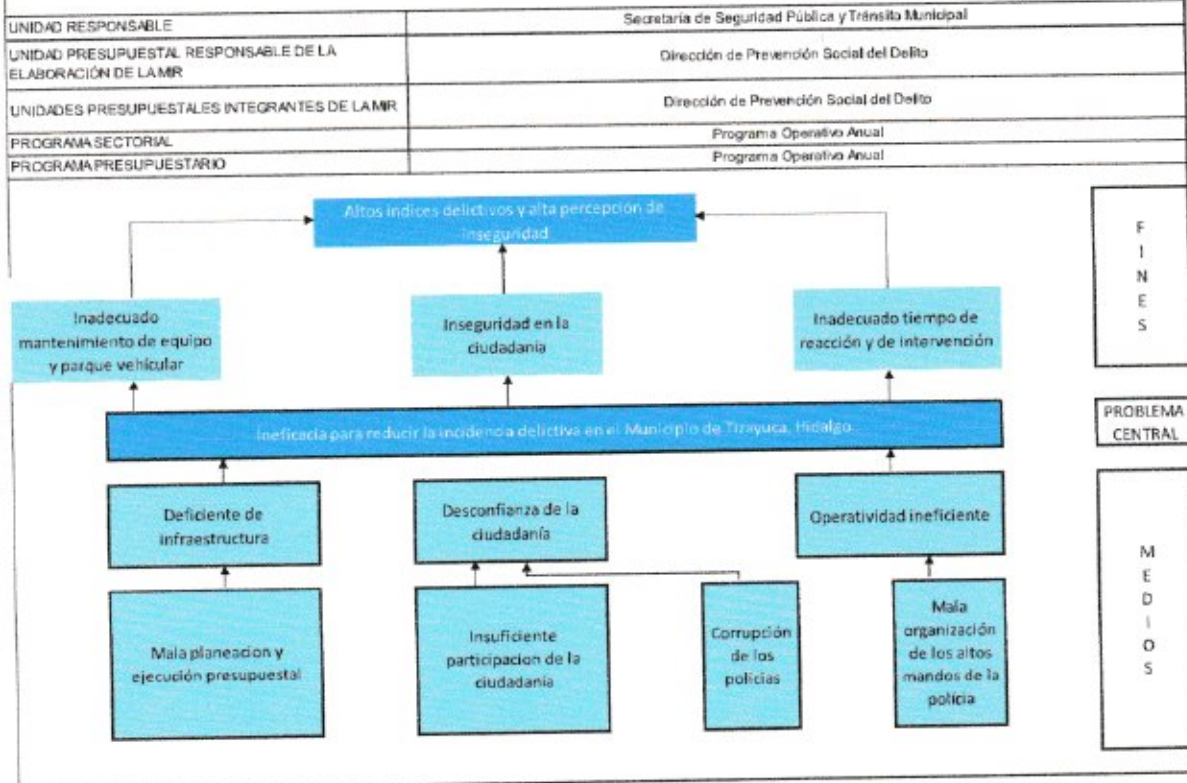 UNIDAD RESPONSABLE
Secretaría de Seguridad Pública y Tránsito Municipal
UNIDAD PRESUPUESTAL RESPONSABLE DE LA
ELABORACIÓN DE LA MIR
Dirección de Prevención Social del Delito
UNIDADES PRESUPUESTALES INTEGRANTES DE LA MIR
Dirección de Prevención Social del Delito
PROGRAMA SECTORIAL
Programa Operativo Anual
PROGRAMA PRESUPUESTARIO
Programa Operativo Anual
Altos índices delictivos y alta percepción de
inseguridad
F
I
N
E
S
Inadecuado
mantenimiento de equipo
y parque vehícular
Inseguridad en la
ciudadanía
Inadecuado tiempo de
reacción y de intervención
Ineficacia para reducir la incidencia delictiva en el Municipio de Tizayuca, Hidalgo.
PROBLEMA
CENTRAL
Deficiente de
infraestructura
Desconfianza de la
ciudadanía
Operatividad ineficiente
M
E
D
I
O
S
Mala planeacion y
ejecución presupuestal
Insuficiente
participacion de la
ciudadanía
Corrupción
de los
policias
Mala
organización
de los altos
mandos de la
polícia